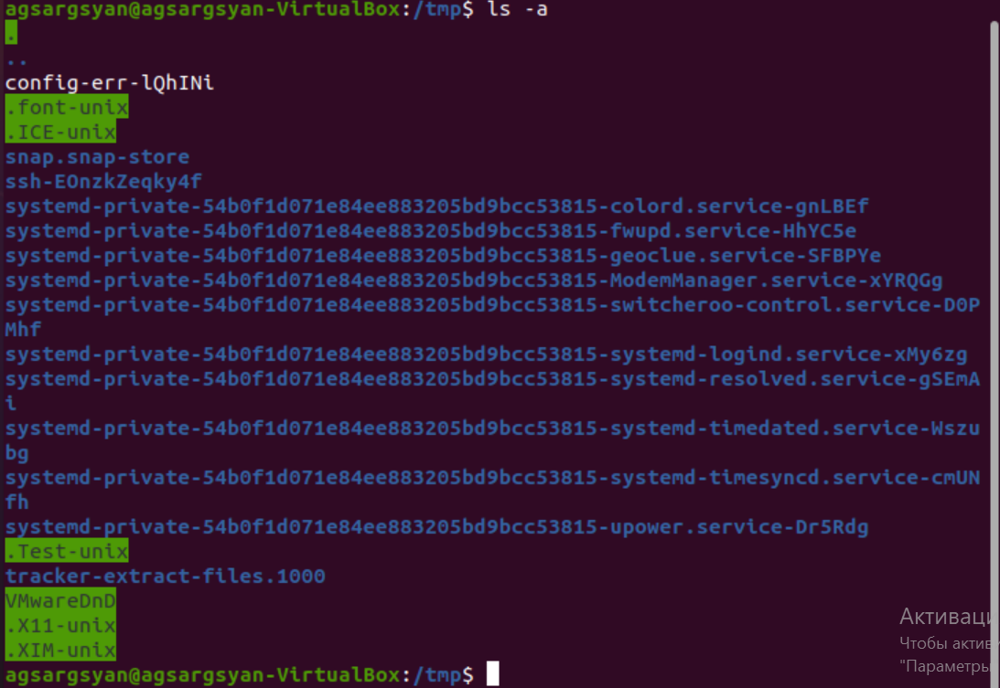 agsargsyan@agsargsyan-VirtualBox:/tmp$ ls -a
.
..
config-err-lQhINi
.font-unix
.ICE-unix
snap.snap-store
ssh-EOnzkZeqky4f
systemd-private-54b0f1d071e84ee883205bd9bcc53815-colord.service-gnLBEf
systemd-private-54b0f1d071e84ee883205bd9bcc53815-fwupd.service-HhYC5e
systemd-private-54b0f1d071e84ee883205bd9bcc53815-geoclue.service-SFBPYe
systemd-private-54b0f1d071e84ee883205bd9bcc53815-ModemManager.service-xYRQGg
systemd-private-54b0f1d071e84ee883205bd9bcc53815-switcheroo-control.service-D0P
Mhf
systemd-private-54b0f1d071e84ee883205bd9bcc53815-systemd-logind.service-xMy6zg
systemd-private-54b0f1d071e84ee883205bd9bcc53815-systemd-resolved.service-gSEmA
i
systemd-private-54b0f1d071e84ee883205bd9bcc53815-systemd-timedated.service-Wszu
bg
systemd-private-54b0f1d071e84ee883205bd9bcc53815-systemd-timesyncd.service-cmUN
fh
systemd-private-54b0f1d071e84ee883205bd9bcc53815-upower.service-Dr5Rdg
.Test-unix
tracker-extract-files.1000
VMwareDnD
.X11-unix
.XIM-unix
agsargsyan@agsargsyan-VirtualBox:/tmp$
Активаци
Чтобы актив
"Параметры